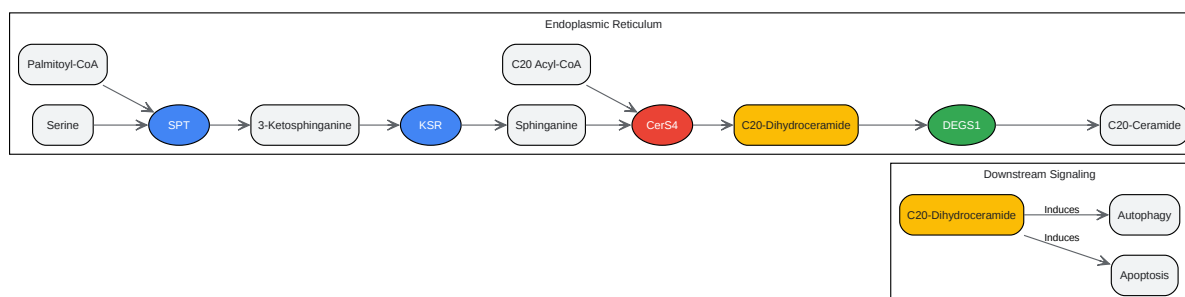 Endoplasmic Reticulum
Palmitoyl-CoA
C20 Acyl-CoA
Serine
SPT
3-Ketosphinganine
KSR
Sphinganine
CerS4
C20-Dihydroceramide
DEGS1
C20-Ceramide
Downstream Signaling
C20-Dihydroceramide
Induces
Autophagy
Induces
Apoptosis